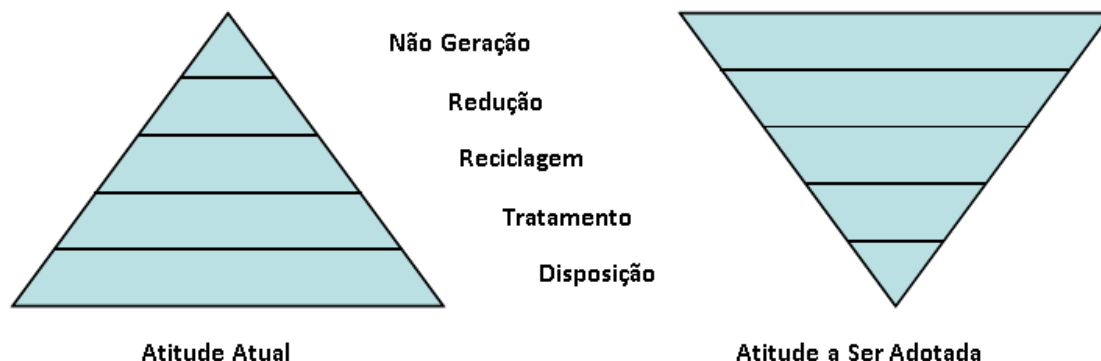 Não Geração
Redução
Reciclagem
Tratamento
Disposição
Atitude Atual
Atitude a Ser Adotada